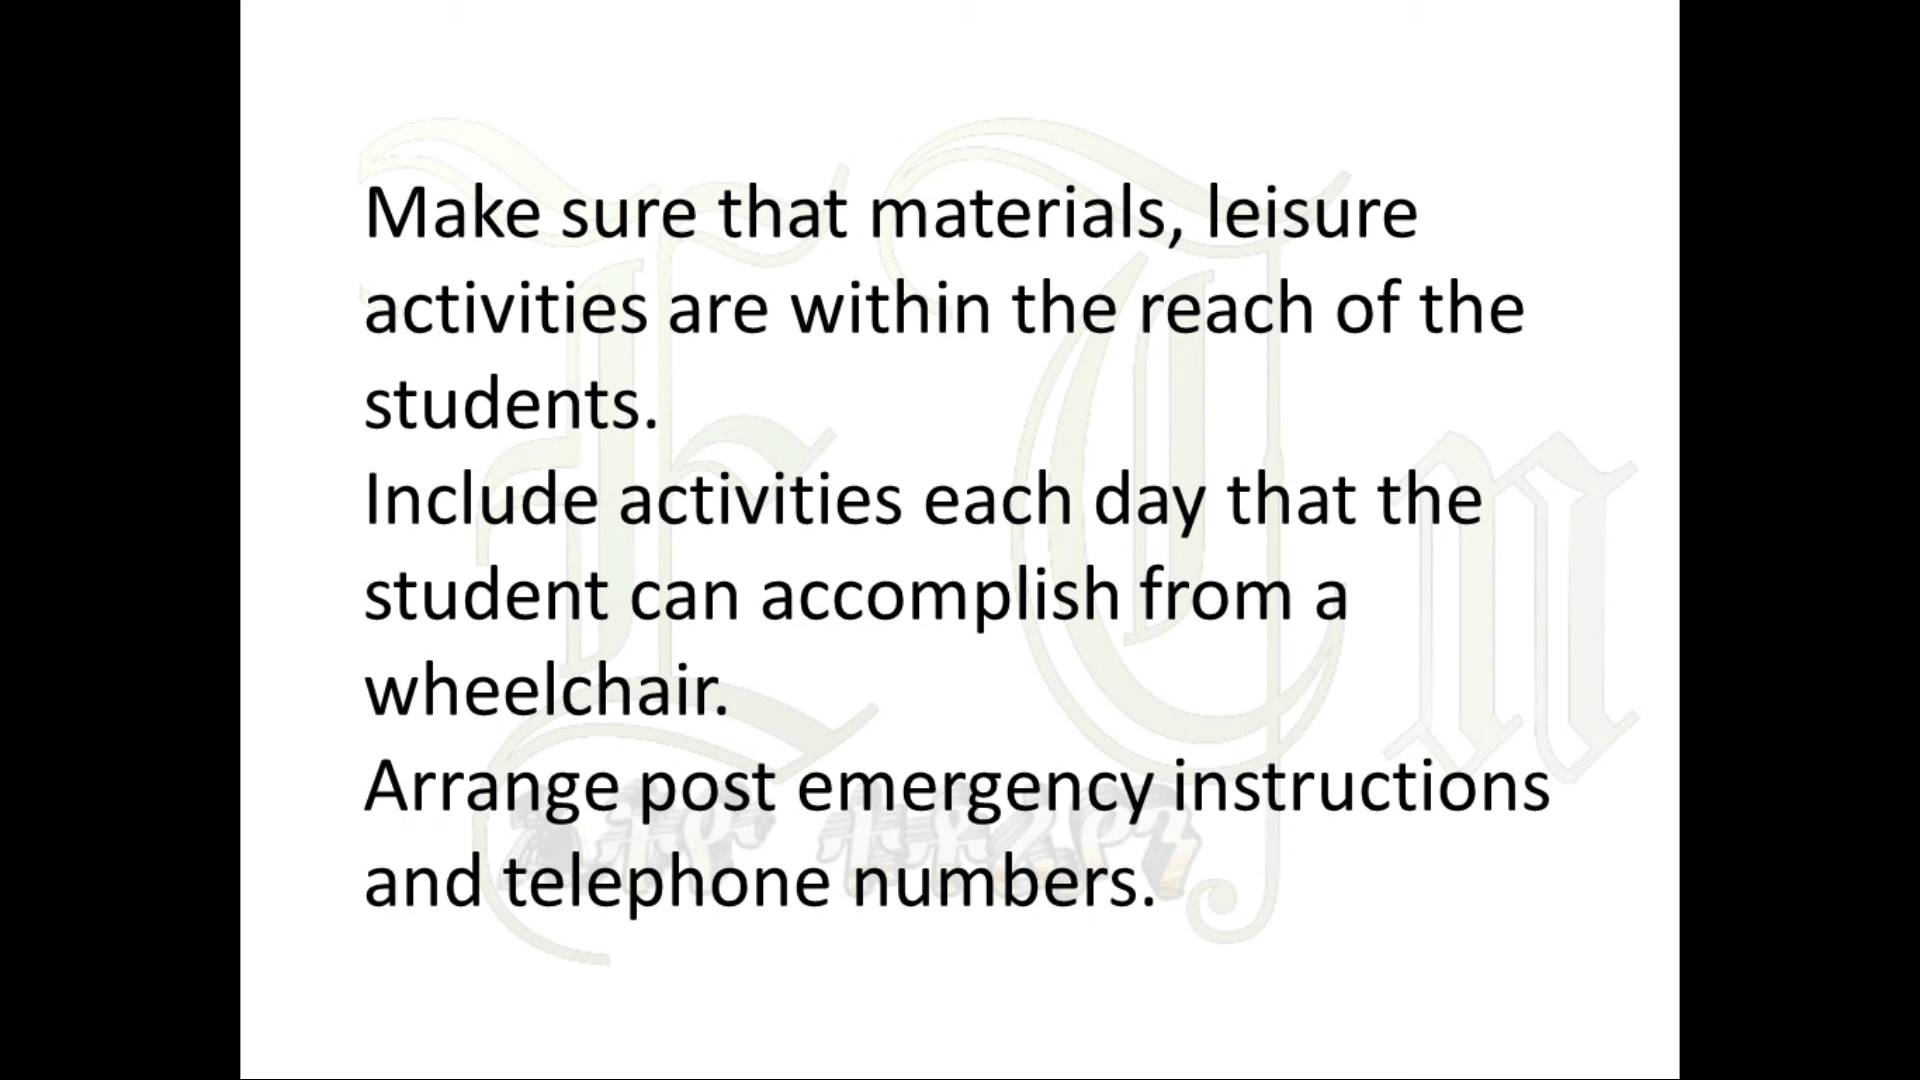 Make sure that materials, leisure
activities are within the reach of the
students.
Include activities each day that the
student can accomplish from a
wheelchair.
Arrange post emergency instructions
and telephone numbers.